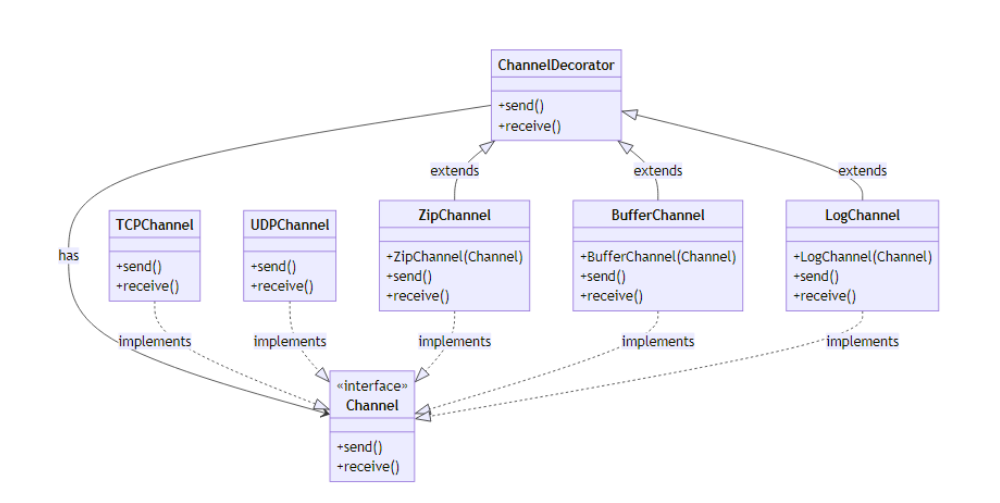 ChannelDecorator
+send()
+receive()
extends
extends
extends
TCPChannel
+send()
+receive()
UDPChannel
+send()
+receive()
ZipChannel
+ZipChannel(Channel)
+send()
+receive()
BufferChannel
+BufferChannel(Channel)
+send()
+receive()
LogChannel
+LogChannel(Channel)
+send()
+receive()
has
implements
implements
implements
implements
implements
«interface»
Channel
+send()
+receive()